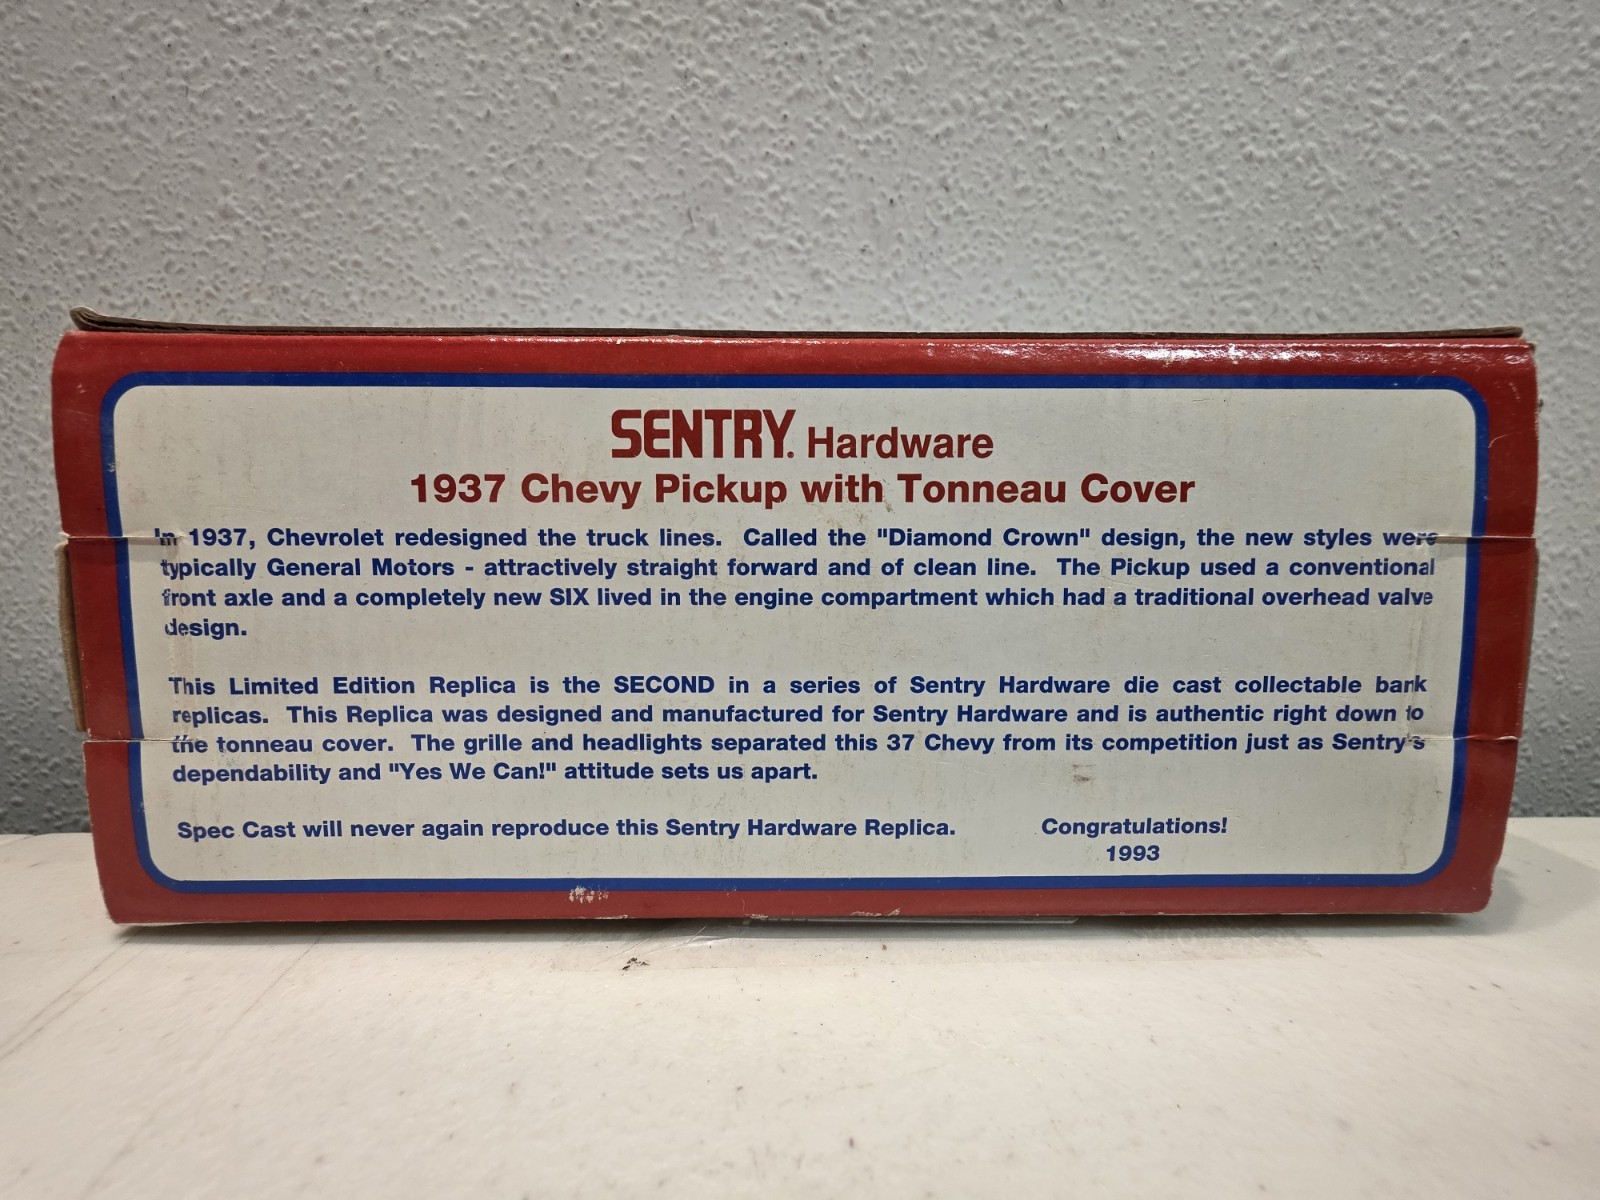 SENTRY. Hardware
1937 Chevy Pickup with Tonneau Cover
In 1937, Chevrolet redesigned the truck lines. Called the "Diamond Crown" design, the new styles were
typically General Motors - attractively straight forward and of clean line. The Pickup used a conventional
front axle and a completely new SIX lived in the engine compartment which had a traditional overhead valve
design.
This Limited Edition Replica is the SECOND in a series of Sentry Hardware die cast collectable bank
replicas. This Replica was designed and manufactured for Sentry Hardware and is authentic right down to
the tonneau cover. The grille and headlights separated this 37 Chevy from its competition just as Sentry's
dependability and "Yes We Can!" attitude sets us apart.
Spec Cast will never again reproduce this Sentry Hardware Replica. Congratulations!
1993